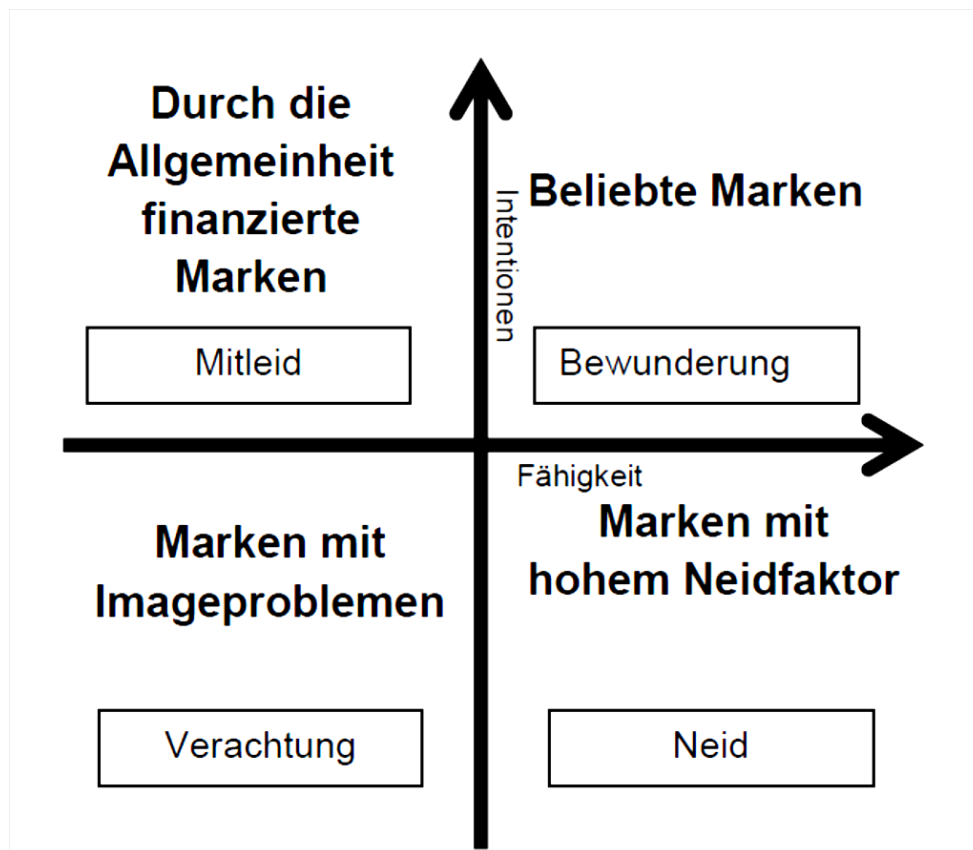 Durch die
Allgemeinheit
finanzierte
Marken
Mitleid
Intentionen
Beliebte Marken
Bewunderung
Fähigkeit
Marken mit
Imageproblemen
Verachtung
Marken mit
hohem Neidfaktor
Neid